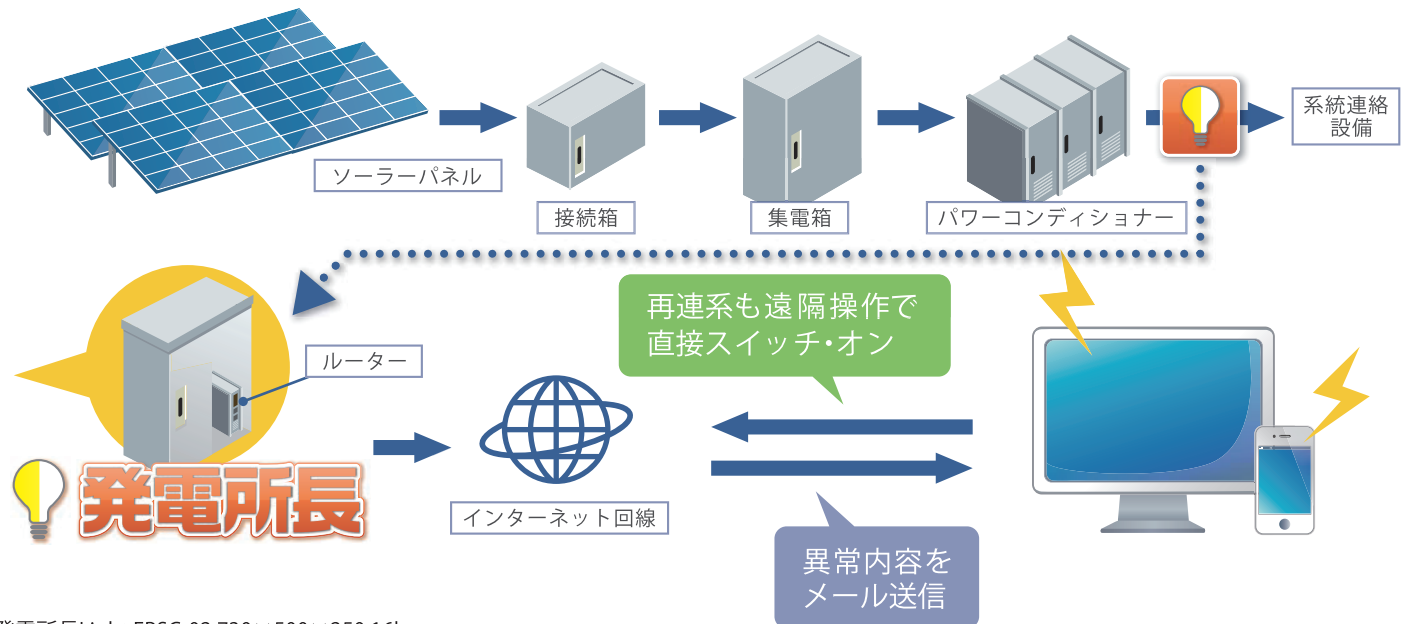 ソーラーパネル
接続箱
集電箱
パワーコンディショナー
系統連絡
設備
再連系も遠隔操作で
直接スイッチ・オン
ルーター
発電所長
インターネット回線
異常内容を
メール送信